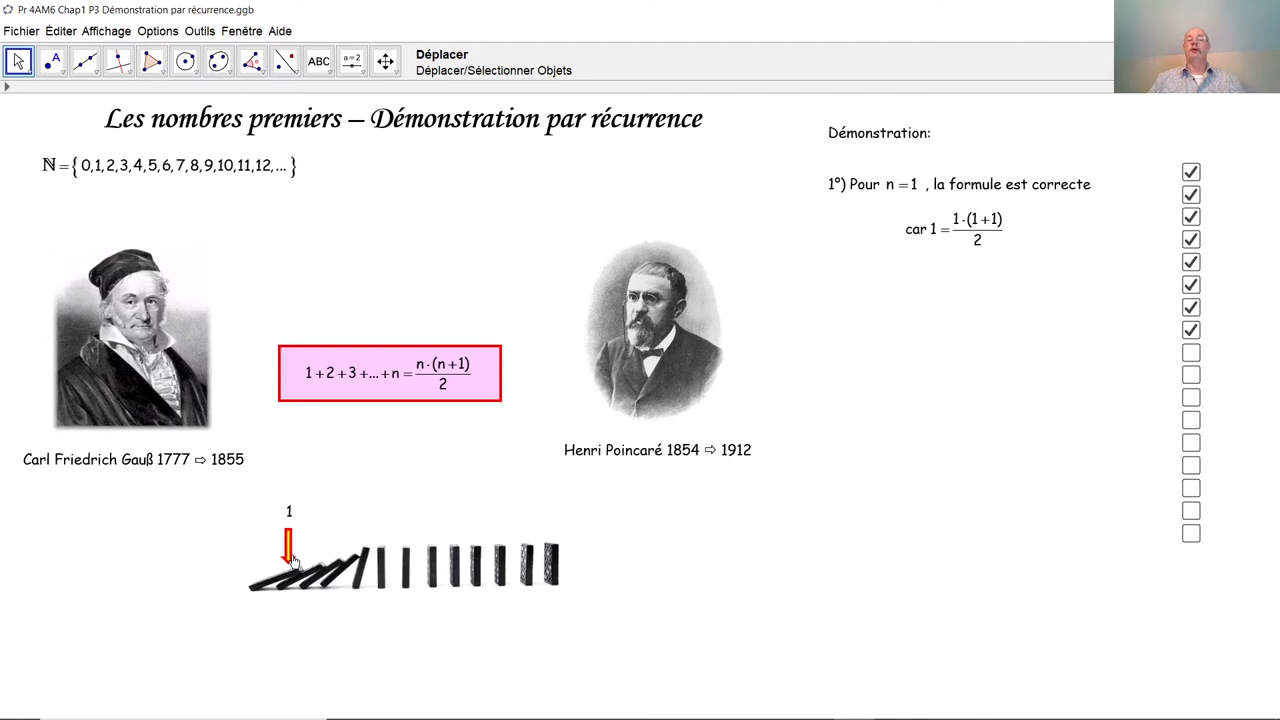 Pr 4AM6 Chap1 P3 Démonstration par récurrence.ggb
Fichier Éditer Affichage Options Outils Fenêtre Aide
A
ABC
a=2
Déplacer
Déplacer/Sélectionner Objets
Les nombres premiers – Démonstration par récurrence
ℕ = { 0,1,2,3,4,5,6,7,8,9,10,11,12,... }
1+2+3+...+n = n·(n+1)/2
Carl Friedrich Gauß 1777 ⇨ 1855
Henri Poincaré 1854 ⇨ 1912
1
Démonstration:
1°) Pour n = 1 , la formule est correcte
car 1 = 1·(1+1)/2